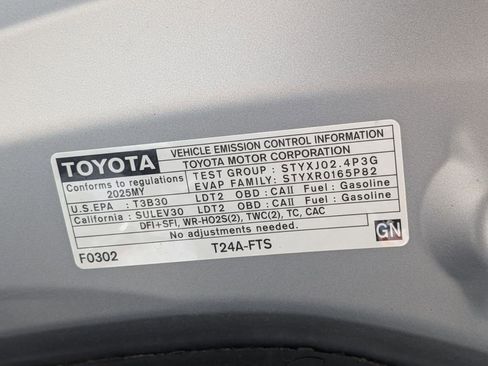 TOYOTA
VEHICLE EMISSION CONTROL INFORMATION
TOYOTA MOTOR CORPORATION
Conforms to regulations
2025MY
TEST GROUP : STYXJ02.4P3G
EVAP FAMILY: STYXR0165P82
U.S.EPA : T3B30 LDT2 OBD : CAII Fuel : Gasoline
California : SULEV30 LDT2 OBD : CAII Fuel : Gasoline
DFI+SFI, WR-HO2S(2), TWC(2), TC, CAC
No adjustments needed.
F0302 T24A-FTS GN